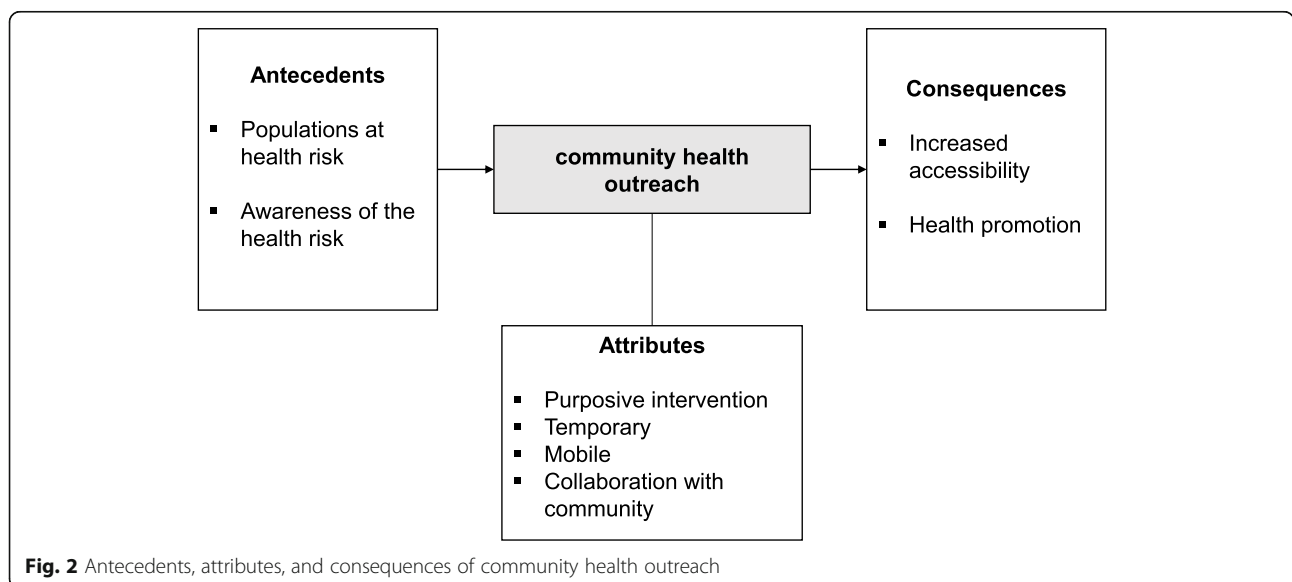 Antecedents
▪ Populations at
health risk
▪ Awareness of the
health risk
community health
outreach
Consequences
▪ Increased
accessibility
▪ Health promotion
Attributes
▪ Purposive intervention
▪ Temporary
▪ Mobile
▪ Collaboration with
community
Fig. 2 Antecedents, attributes, and consequences of community health outreach